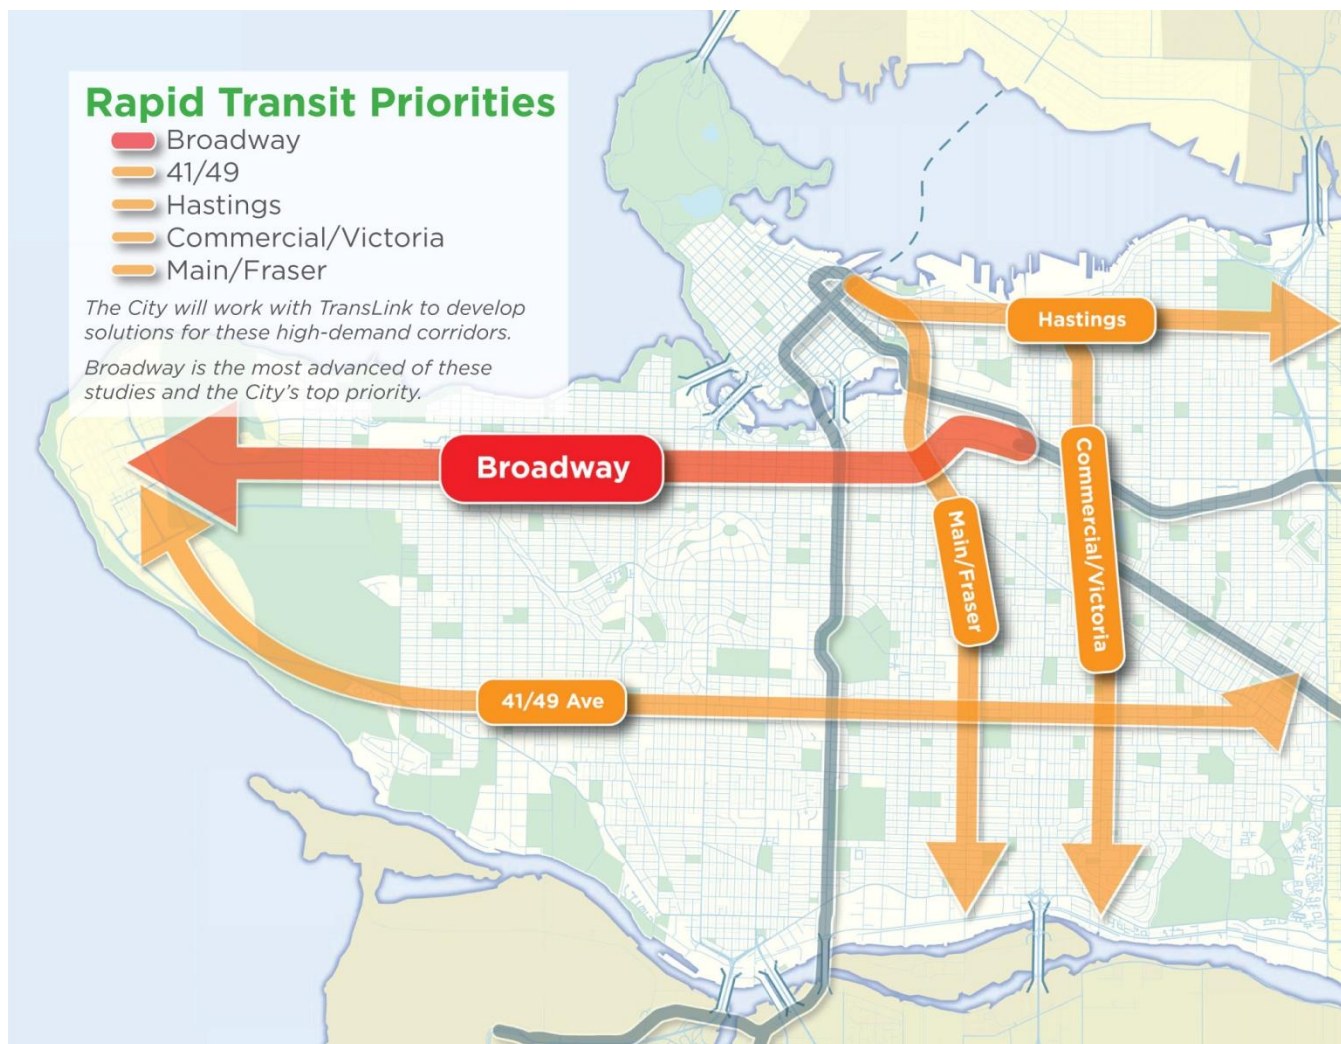 Rapid Transit Priorities
Broadway
41/49
Hastings
Commercial/Victoria
Main/Fraser
The City will work with TransLink to develop
solutions for these high-demand corridors.
Broadway is the most advanced of these
studies and the City's top priority.
Hastings
Broadway
Commercial/Victoria
Main/Fraser
41/49 Ave